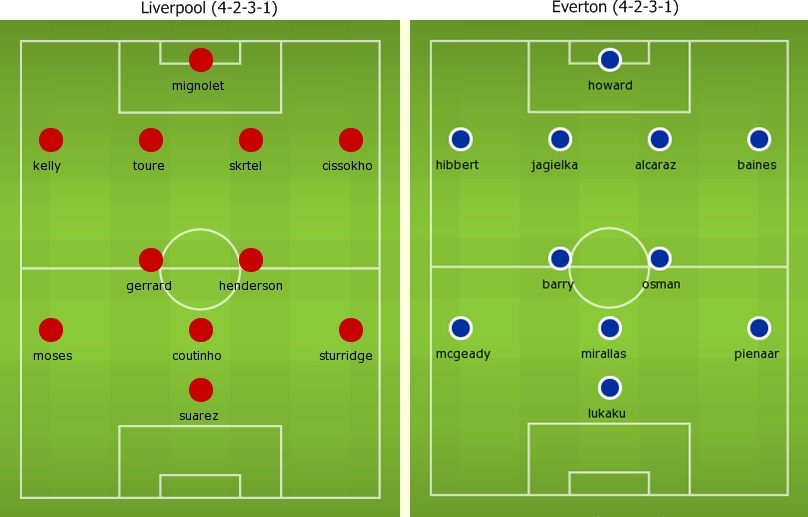 Liverpool (4-2-3-1)
mignolet
kelly toure skrtel cissokho
gerrard henderson
moses coutinho sturridge
suarez
Everton (4-2-3-1)
howard
hibbert jagielka alcaraz baines
barry osman
mcgeady mirallas pienaar
lukaku